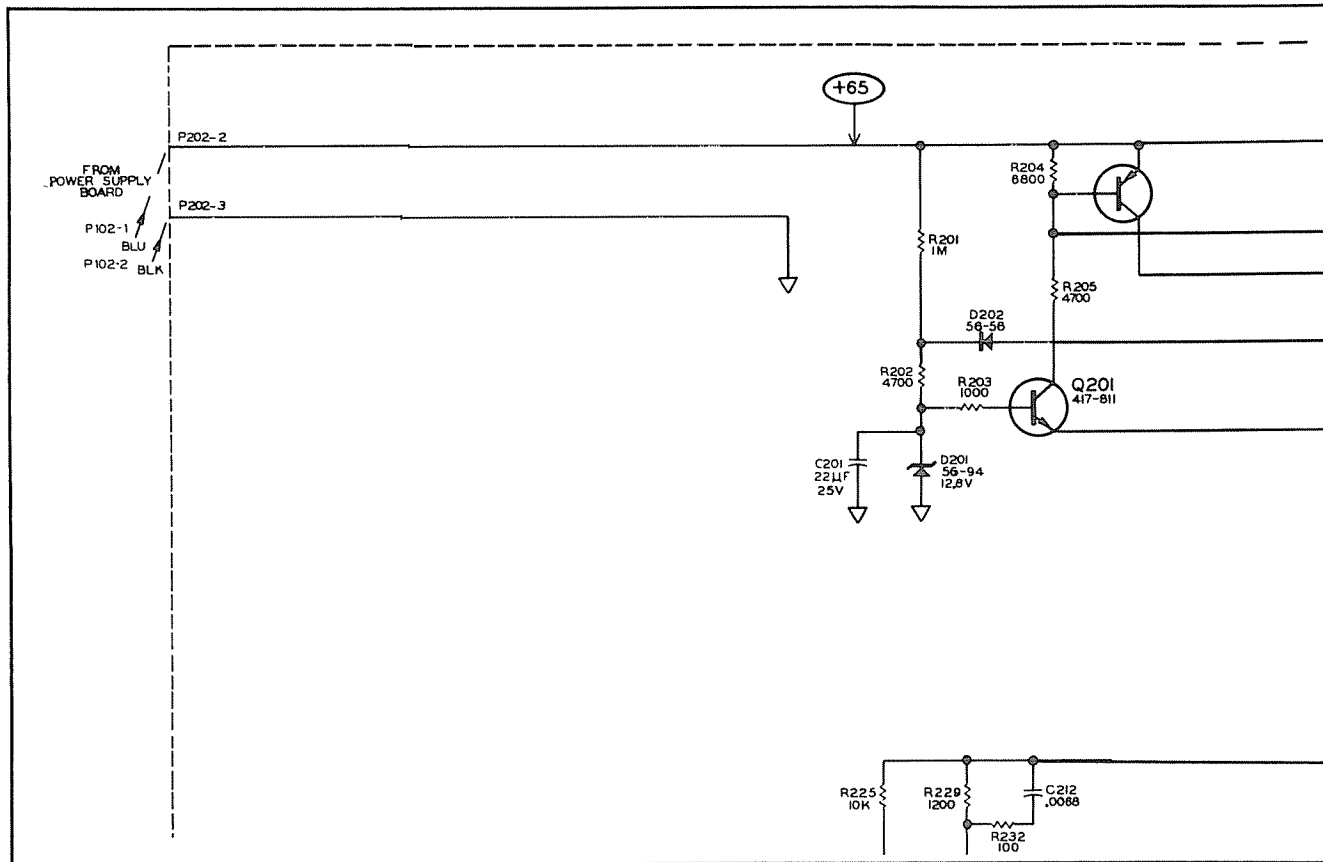 +65
P202-2
FROM
POWER SUPPLY
BOARD
P202-3
P102-1
BLU
P102-2 BLK
R204
6800
R201
1M
R205
4700
D202
56-56
R202
4700
R203
1000
Q201
417-811
C201
22µF
25V
D201
56-94
12.8V
R225
10K
R229
1200
C212
.0068
R232
100